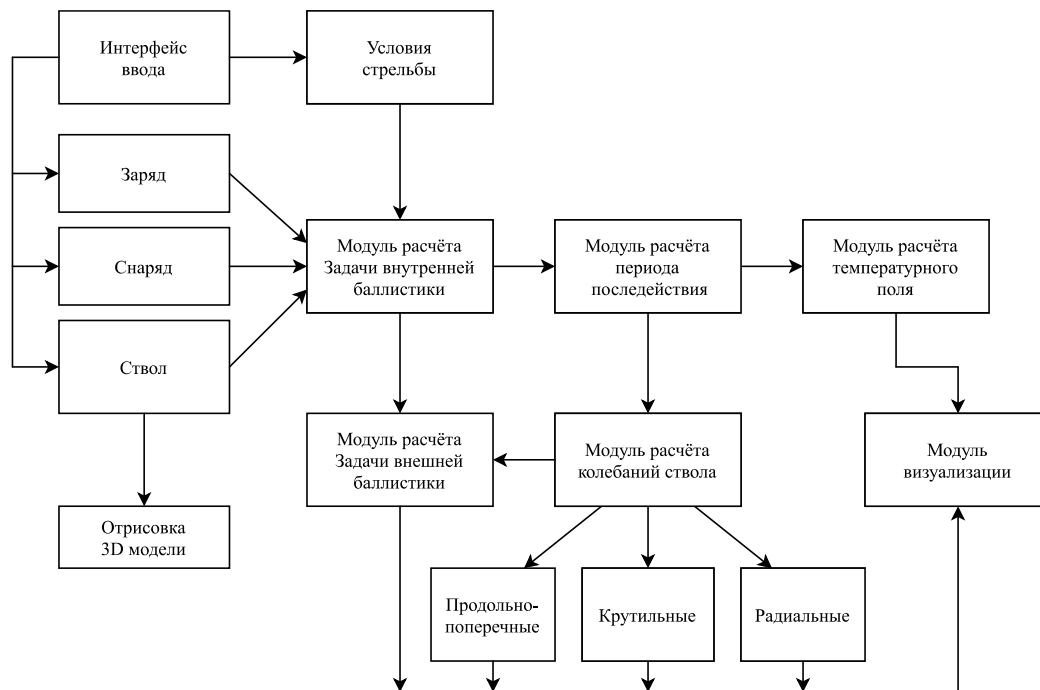 Интерфейс
ввода
Условия
стрельбы
Заряд
Снаряд
Ствол
Модуль расчёта
Задачи внутренней
баллистики
Модуль расчёта
периода
последействия
Модуль расчёта
температурного
поля
Модуль расчёта
Задачи внешней
баллистики
Модуль расчёта
колебаний ствола
Модуль
визуализации
Отрисовка
3D модели
Продольно-
поперечные
Крутильные
Радиальные